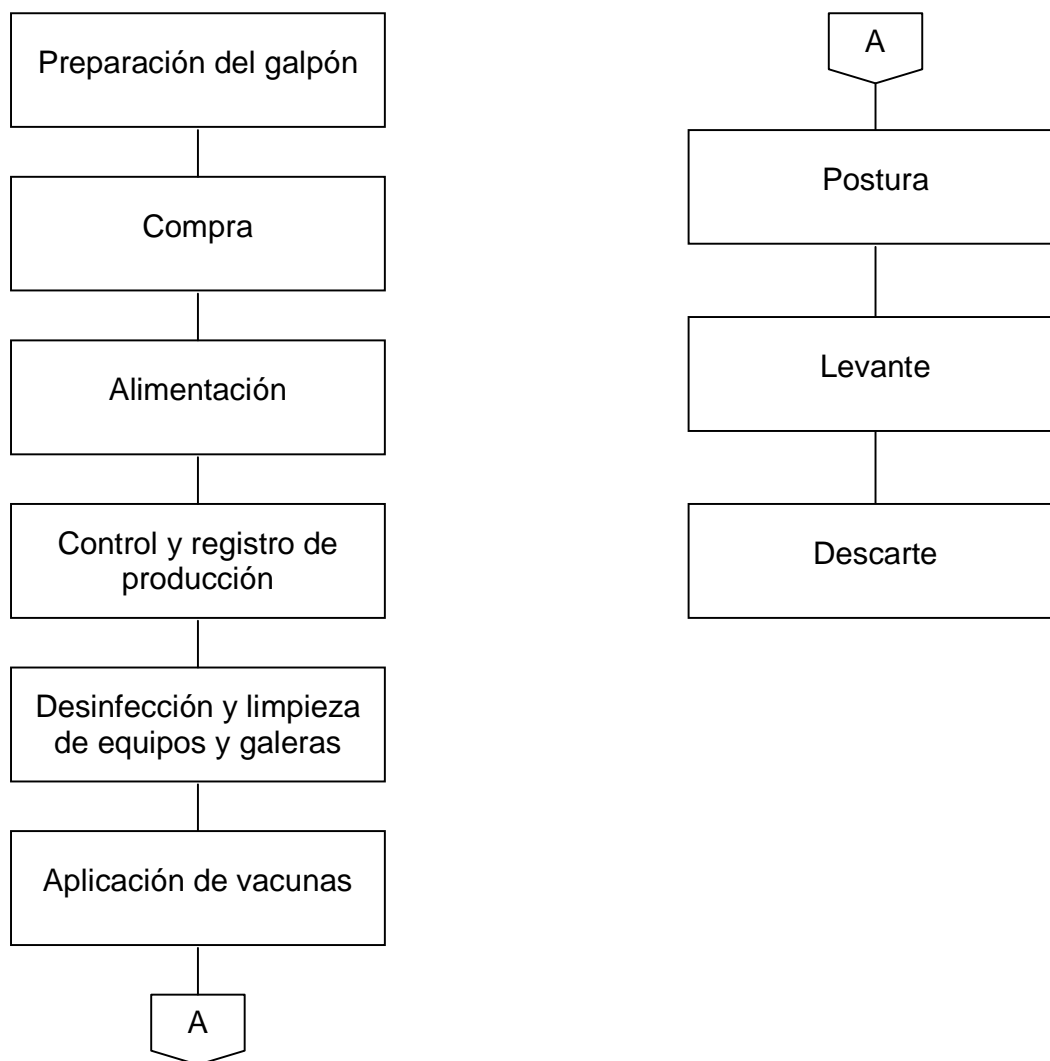 Preparación del galpón
Compra
Alimentación
Control y registro de
producción
Desinfección y limpieza
de equipos y galeras
Aplicación de vacunas
A
A
Postura
Levante
Descarte